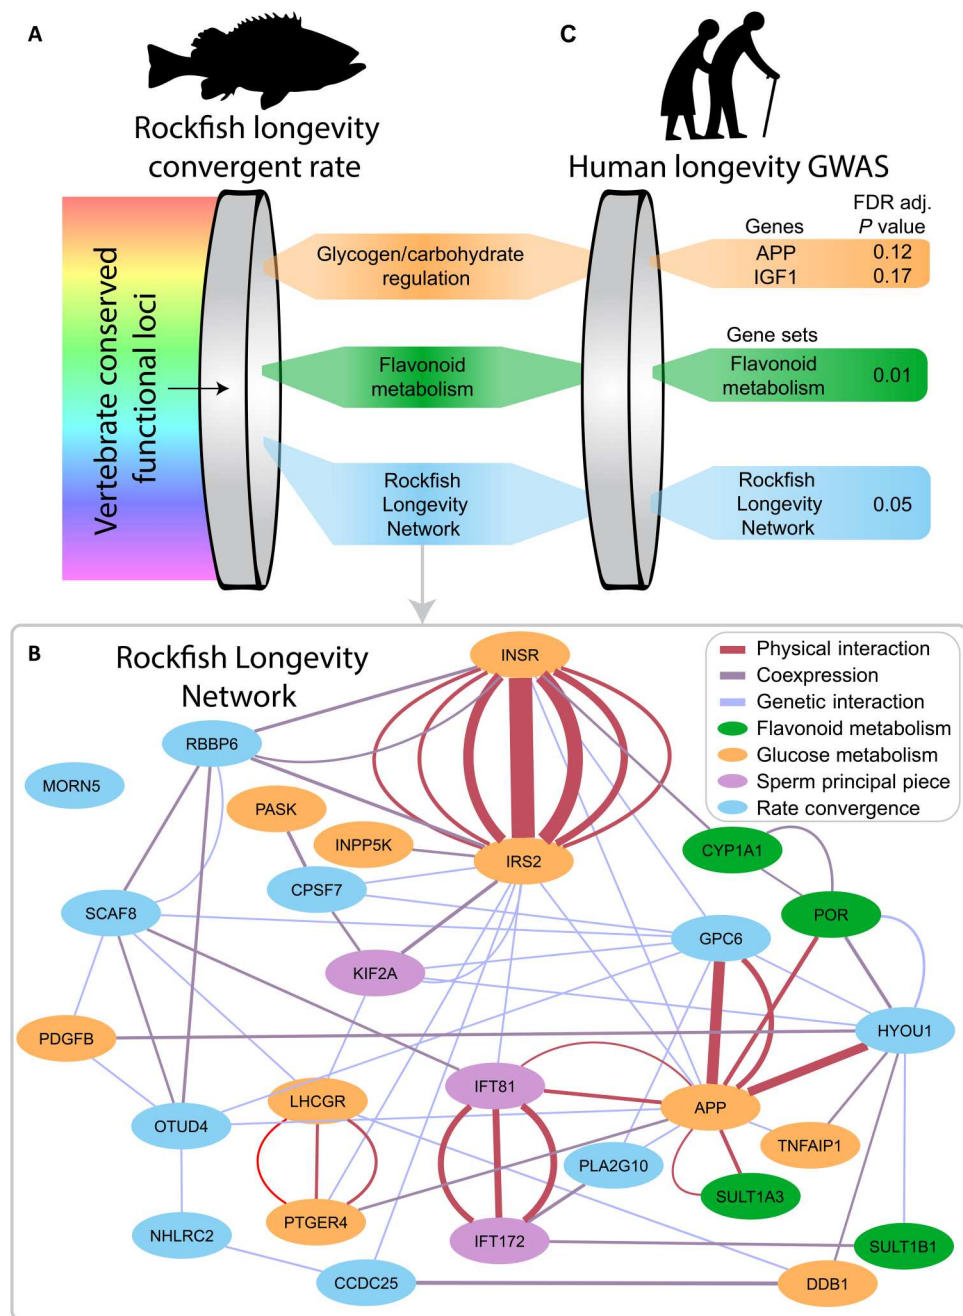 A
Rockfish longevity
convergent rate
C
Human longevity GWAS
Vertebrate conserved
functional loci
Glycogen/carbohydrate
regulation
Flavonoid
metabolism
Rockfish
Longevity
Network
Genes
FDR adj.
P value
APP 0.12
IGF1 0.17
Gene sets
Flavonoid
metabolism
0.01
Rockfish
Longevity
Network
0.05
B
Rockfish Longevity
Network
Physical interaction
Coexpression
Genetic interaction
Flavonoid metabolism
Glucose metabolism
Sperm principal piece
Rate convergence
INSR
RBBP6
MORN5
PASK
INPP5K
IRS2
CYP1A1
CPSF7
SCAF8
POR
GPC6
KIF2A
PDGFB
HYOU1
IFT81
LHCGR
APP
OTUD4
TNFAIP1
PLA2G10
SULT1A3
PTGER4
NHLRC2
IFT172
SULT1B1
CCDC25
DDB1